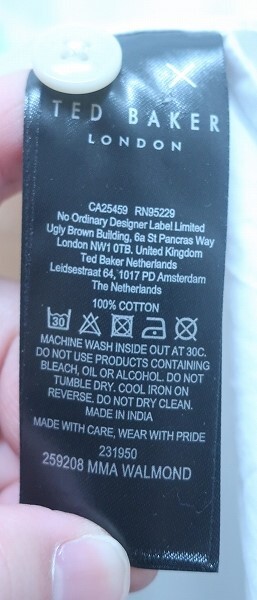 TED BAKER
LONDON
CA25459 RN95229
No Ordinary Designer Label Limited
Ugly Brown Building, 6a St Pancras Way
London NW1 0TB. United Kingdom
Ted Baker Netherlands
Leidsestraat 64, 1017 PD Amsterdam
The Netherlands
100% COTTON
30
MACHINE WASH INSIDE OUT AT 30C.
DO NOT USE PRODUCTS CONTAINING
BLEACH, OIL OR ALCOHOL. DO NOT
TUMBLE DRY. COOL IRON ON
REVERSE. DO NOT DRY CLEAN.
MADE IN INDIA
MADE WITH CARE, WEAR WITH PRIDE
231950
259208 MMA WALMOND